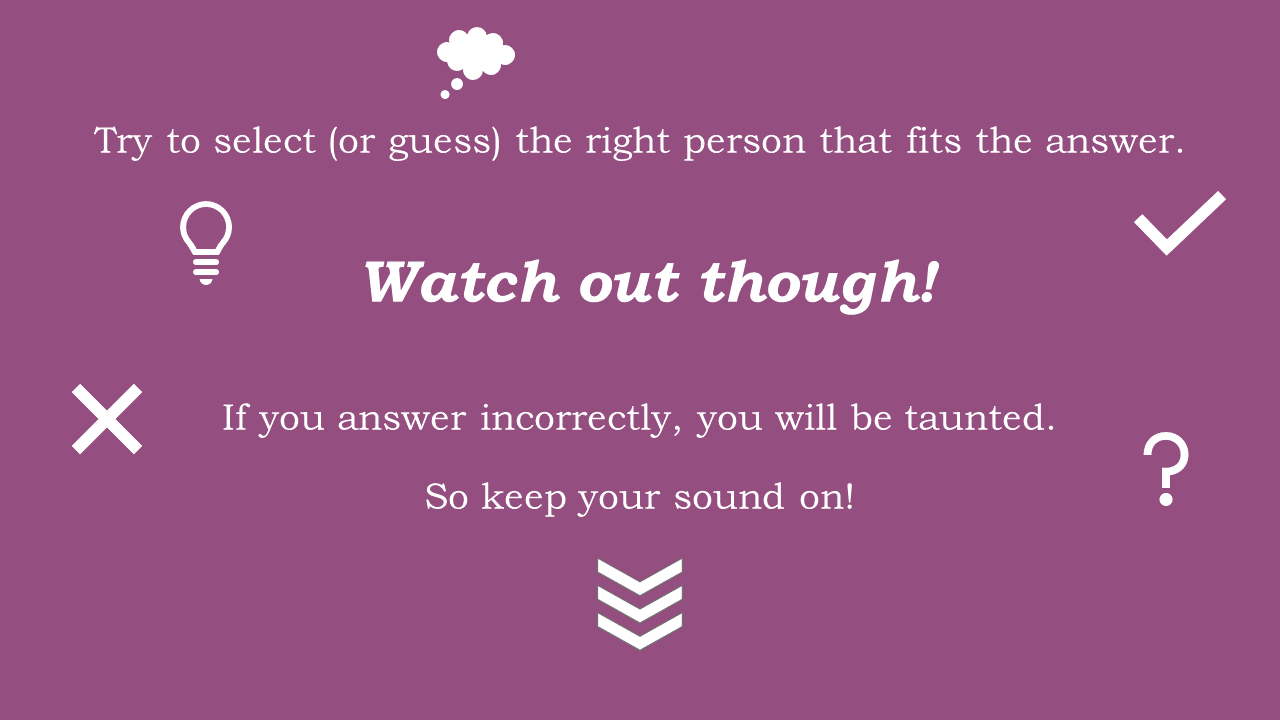 Try to select (or guess) the right person that fits the answer.
Watch out though!
If you answer incorrectly, you will be taunted.
So keep your sound on!